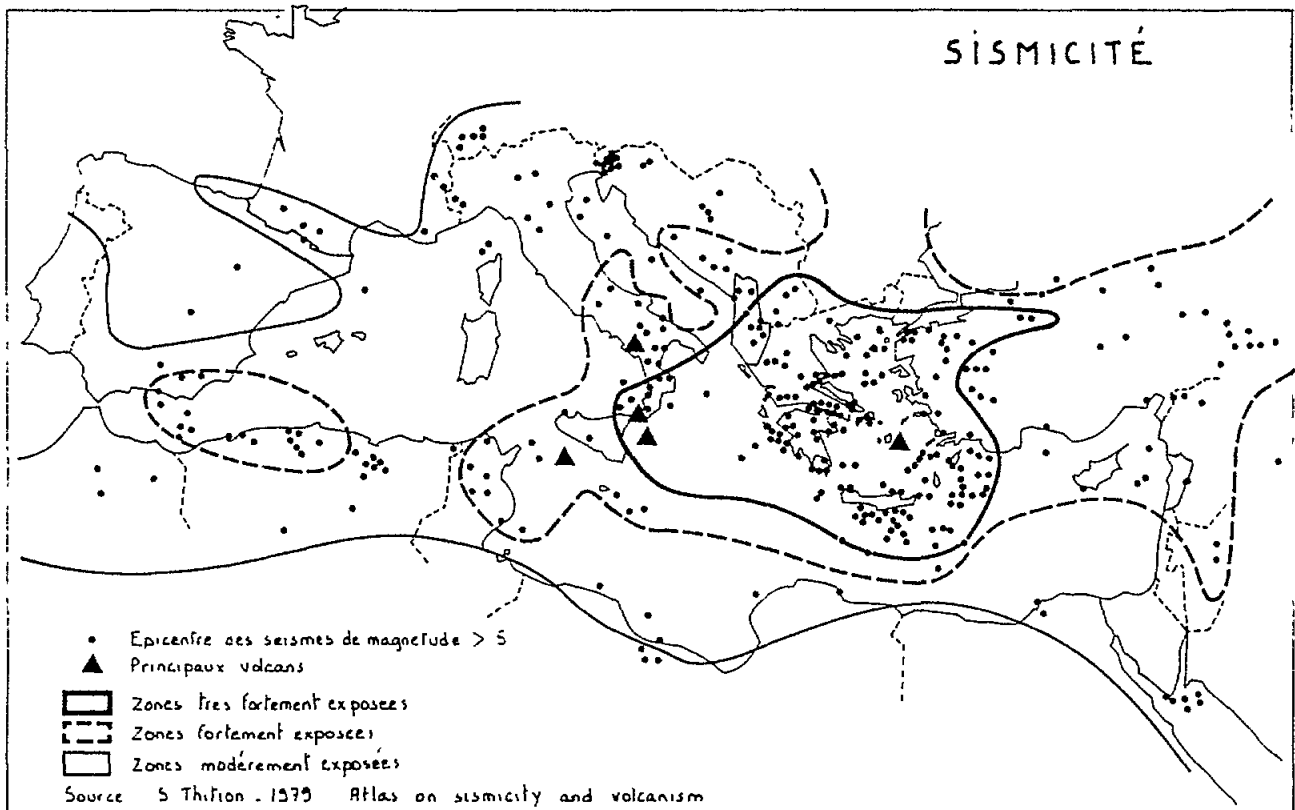 SISMICITÉ
Epicentre des seismes de magnetude > 5
Principaux volcans
Zones tres fortement exposees
Zones fortement exposees
Zones modérement exposées
Source S Thition - 1979 Atlas on sismicity and volcanism